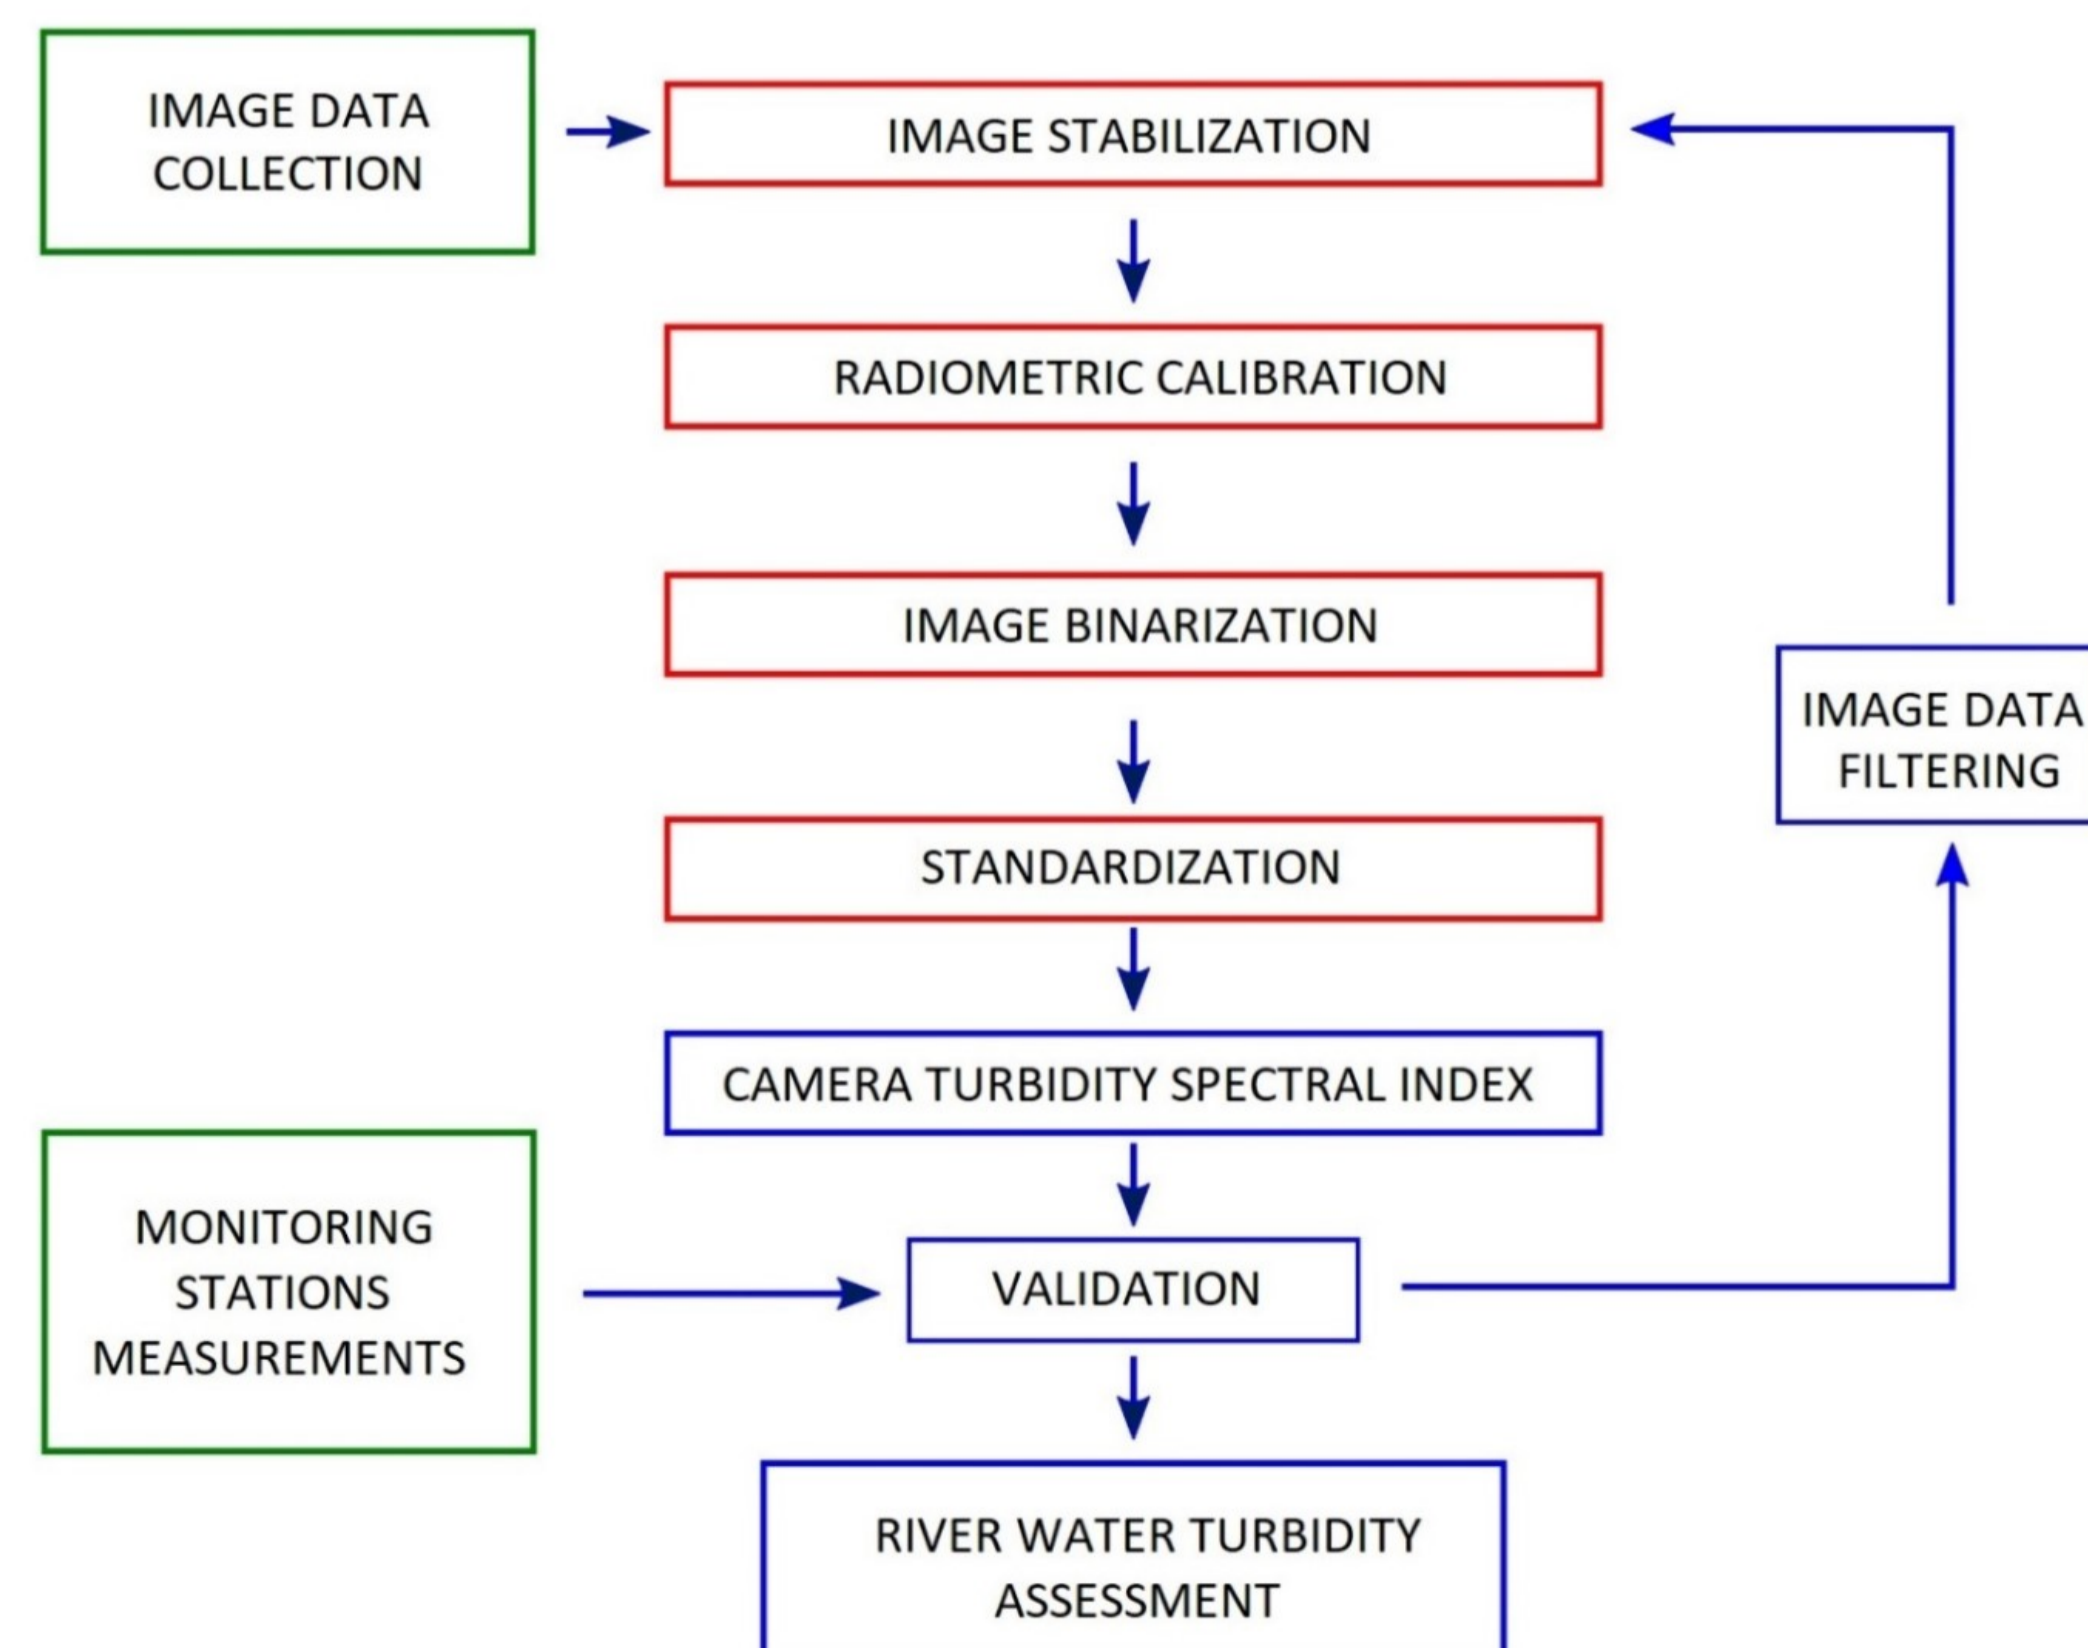 IMAGE DATA
COLLECTION
IMAGE STABILIZATION
RADIOMETRIC CALIBRATION
IMAGE BINARIZATION
IMAGE DATA
FILTERING
STANDARDIZATION
CAMERA TURBIDITY SPECTRAL INDEX
MONITORING
STATIONS
MEASUREMENTS
VALIDATION
RIVER WATER TURBIDITY
ASSESSMENT